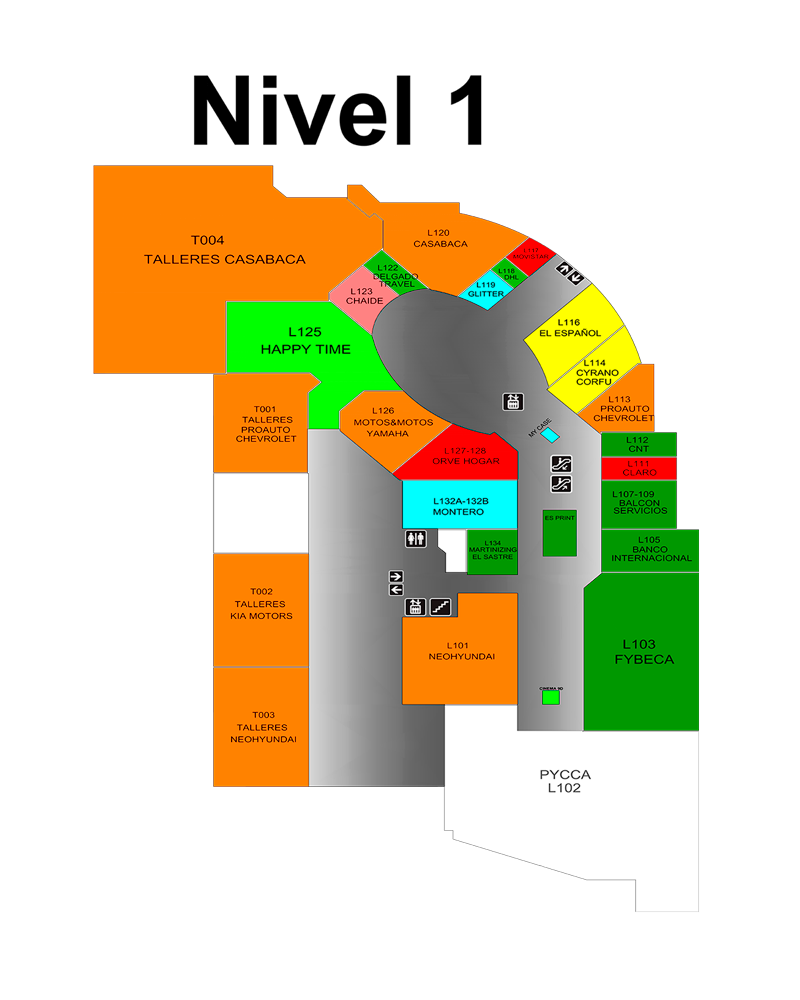 Nivel 1
T004
TALLERES CASABACA
L120
CASABACA
L117
MOVISTAR
L122
DELGADO
TRAVEL
L118
DHL
L119
GLITTER
L123
CHAIDE
L125
HAPPY TIME
L116
EL ESPAÑOL
L114
CYRANO
CORFU
L113
PROAUTO
CHEVROLET
T001
TALLERES
PROAUTO
CHEVROLET
L126
MOTOS&MOTOS
YAMAHA
MY CASE
L127-128
ORVE HOGAR
L112
CNT
L111
CLARO
L132A-132B
MONTERO
L107-109
BALCON
SERVICIOS
ES PRINT
L134
MARTINIZING
EL SASTRE
L105
BANCO
INTERNACIONAL
T002
TALLERES
KIA MOTORS
L101
NEOHYUNDAI
L103
FYBECA
CINEMA 9D
T003
TALLERES
NEOHYUNDAI
PYCCA
L102